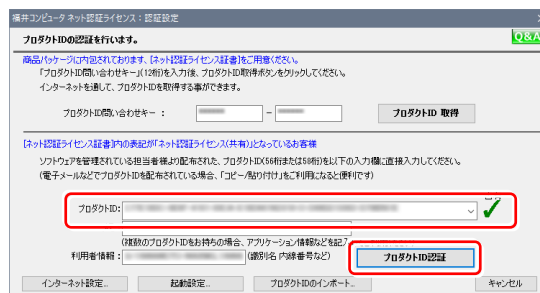 福井コンピュータ ネット認証ライセンス：認証設定
プロダクトIDの認証を行います。
Q&A
商品パッケージに内包されております、[ネット認証ライセンス証書]をご用意ください。
「プロダクトID問い合わせキー」(12桁)を入力後、プロダクトID取得ボタンをクリックしてください。
インターネットを通して、プロダクトIDを取得する事ができます。
プロダクトID問い合わせキー ： － プロダクトID 取得
[ネット認証ライセンス証書]内の表記が「ネット認証ライセンス(共有)」となっているお客様
ソフトウェアを管理されている担当者様より配布された、プロダクトID(56桁または58桁)を以下の入力欄に直接入力してください。
(電子メールなどでプロダクトIDを配布されている場合、「コピー/貼り付け」をご利用になると便利です)
プロダクトID：
(複数のプロダクトIDをお持ちの場合、アプリケーション情報などを記入
利用者情報： (識別名 内線番号など) プロダクトID認証
インターネット設定... 起動設定... プロダクトIDのインポート... キャンセル